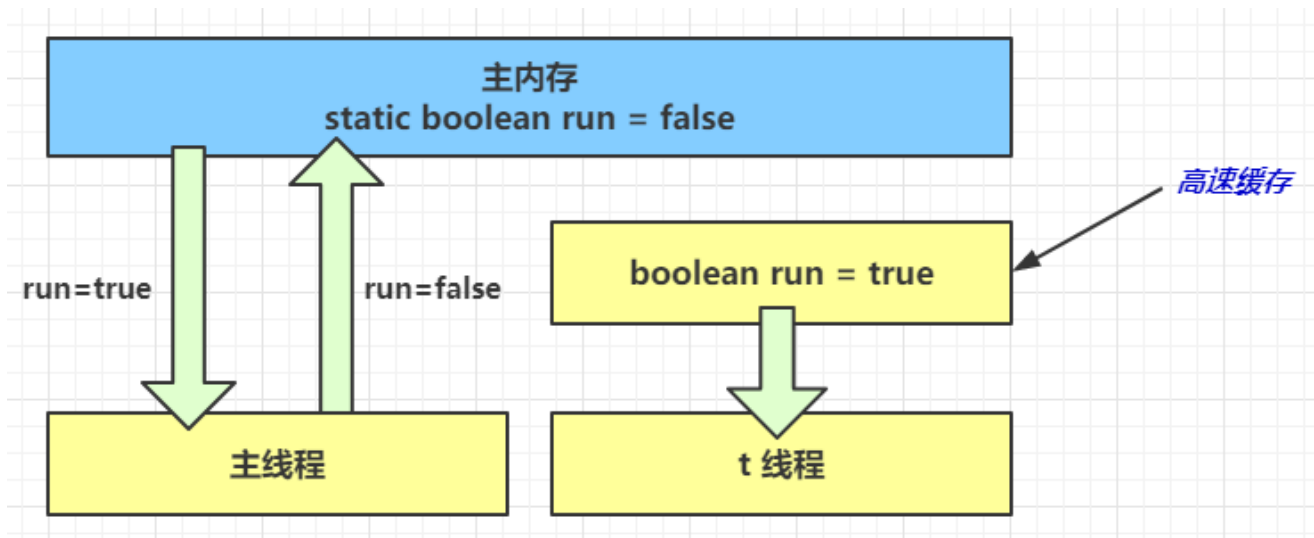 主内存
static boolean run = false
高速缓存
boolean run = true
run=true
run=false
主线程
t 线程